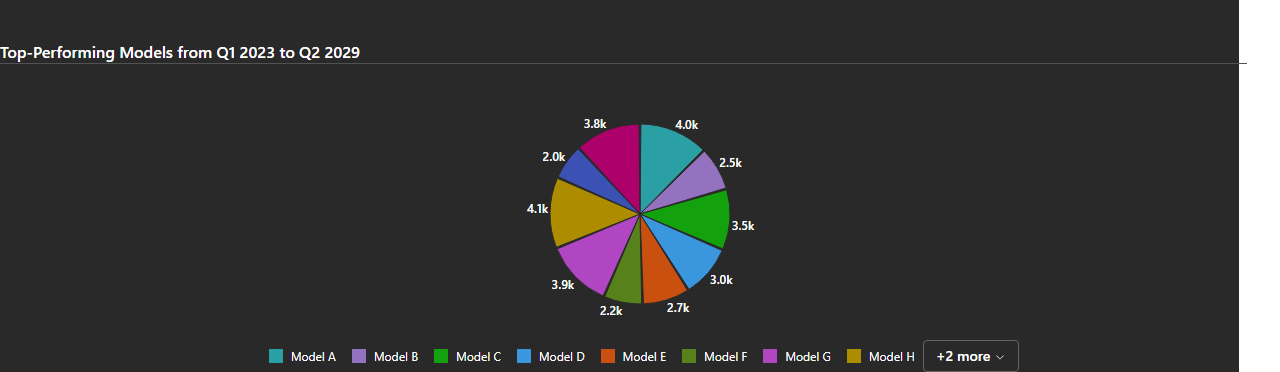 Top-Performing Models from Q1 2023 to Q2 2029
3.8k
4.0k
2.0k
2.5k
4.1k
3.5k
3.9k
3.0k
2.2k
2.7k
Model A Model B Model C Model D Model E Model F Model G Model H +2 more